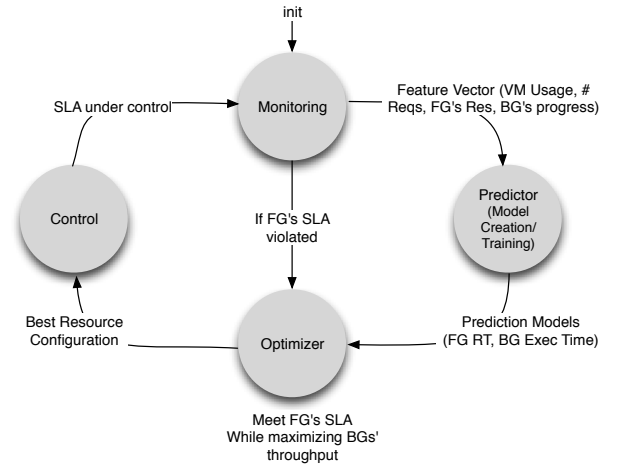 init
Monitoring
Feature Vector (VM Usage, #
Reqs, FG's Res, BG's progress)
SLA under control
Control
Predictor
(Model
Creation/
Training)
If FG's SLA
violated
Best Resource
Configuration
Optimizer
Prediction Models
(FG RT, BG Exec Time)
Meet FG's SLA
While maximizing BGs'
throughput